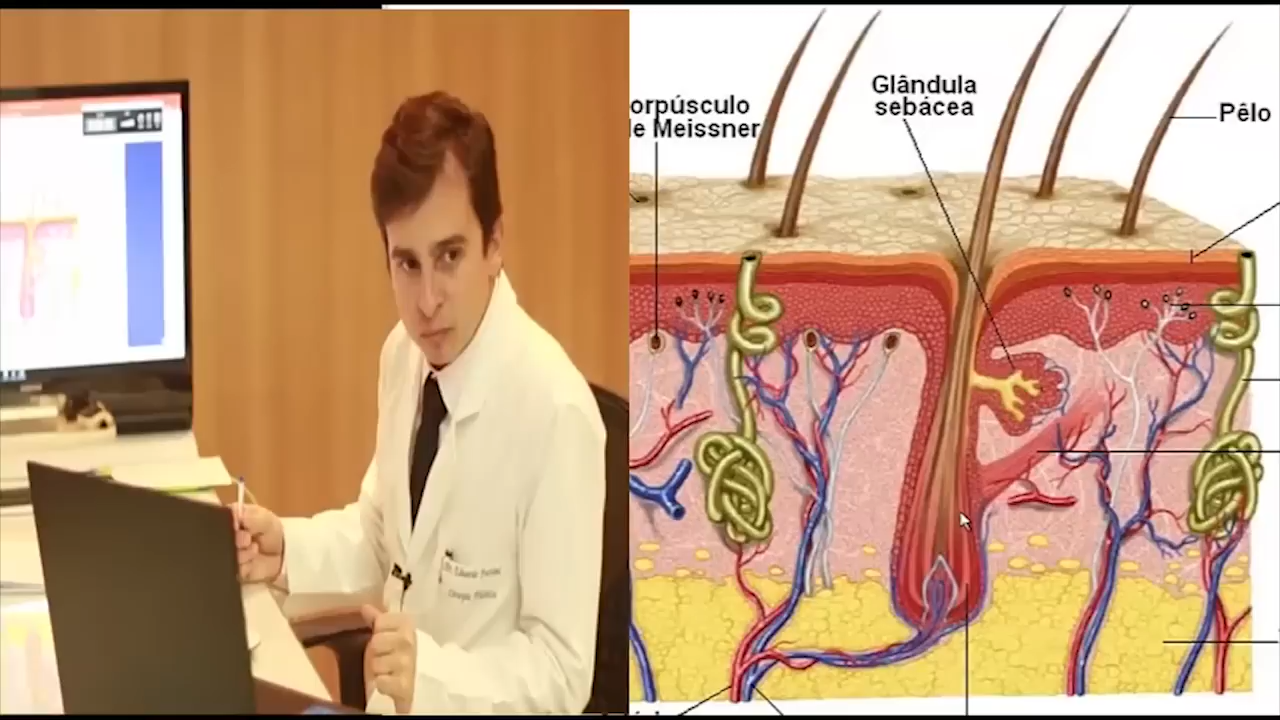 orpúsculo
le Meissner
Glândula
sebácea
Pêlo